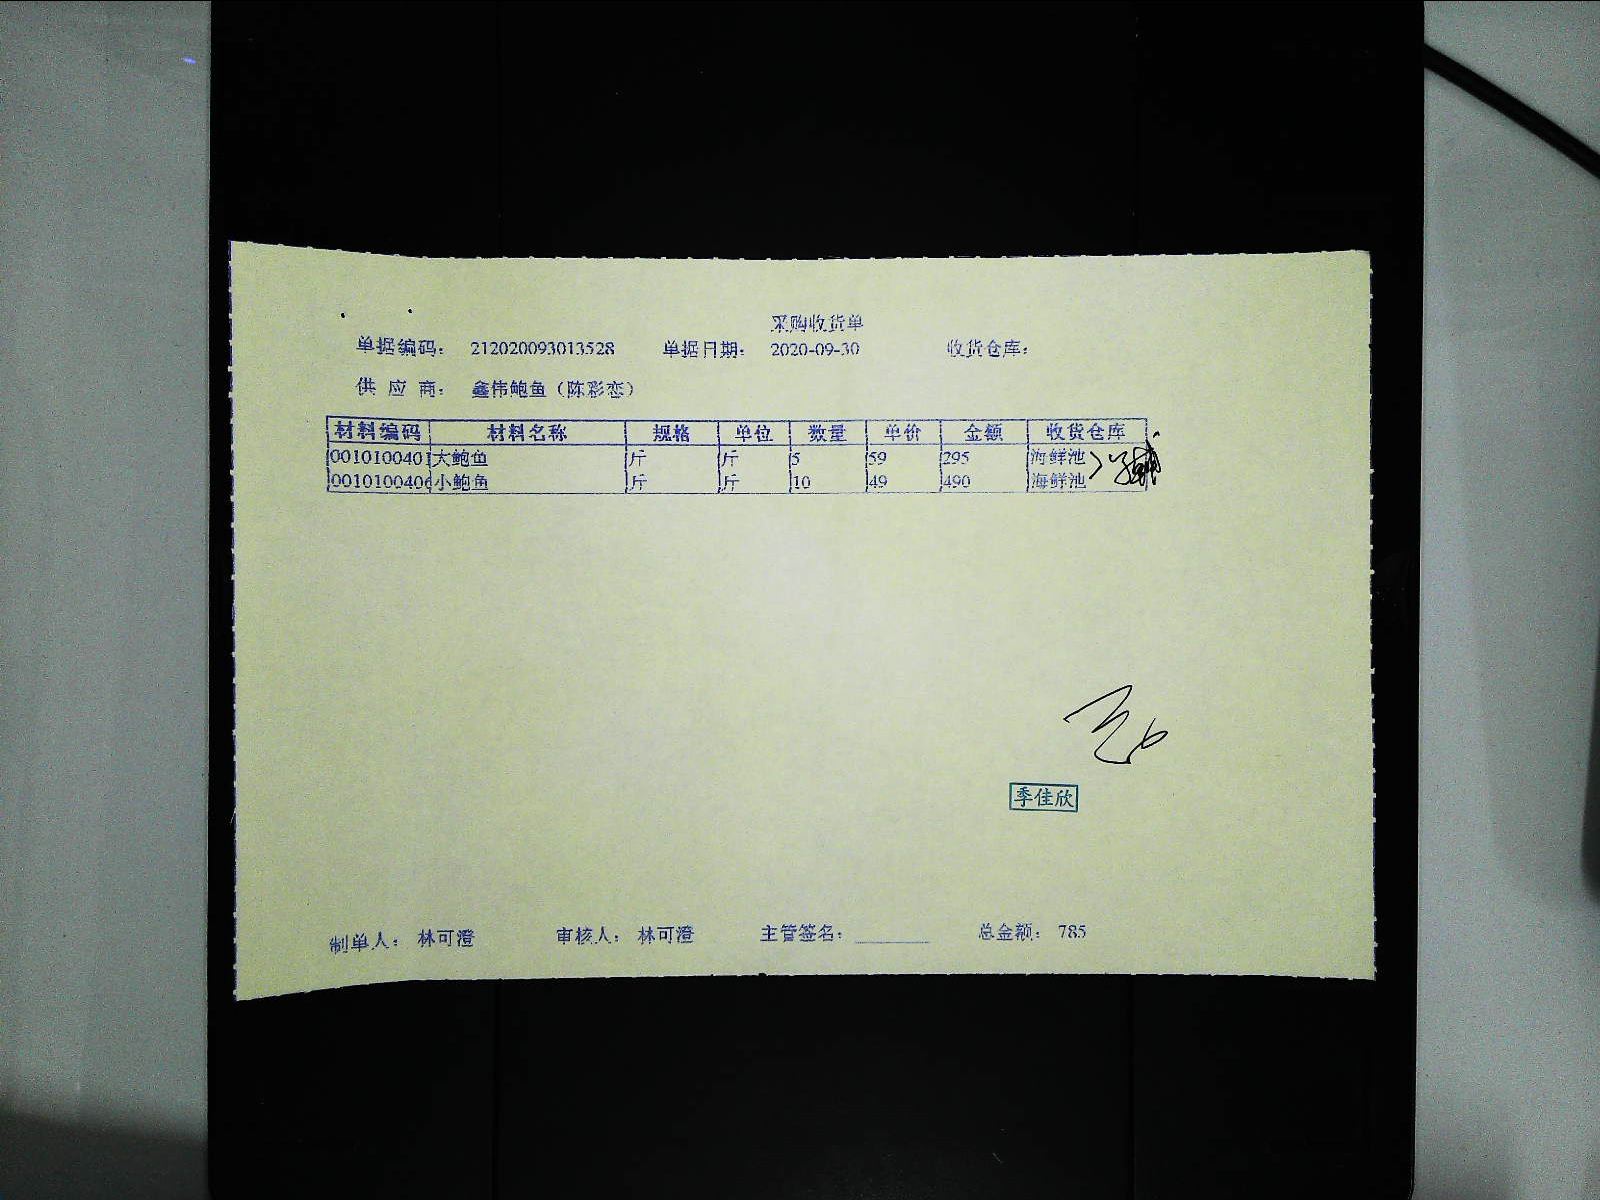 采购收货单
单据编码: 212020093013528 单据日期: 2020-09-30 收货仓库:
供 应 商: 鑫伟鲍鱼（陈彩恋）
材料编码 材料名称 规格 单位 数量 单价 金额 收货仓库
0010100401 大鲍鱼 斤 斤 5 59 295 海鲜池
001010040 小鲍鱼 斤 斤 10 49 490 海鲜池
季佳欣
制单人: 林可澄 审核人: 林可澄 主管签名: 总金额: 785